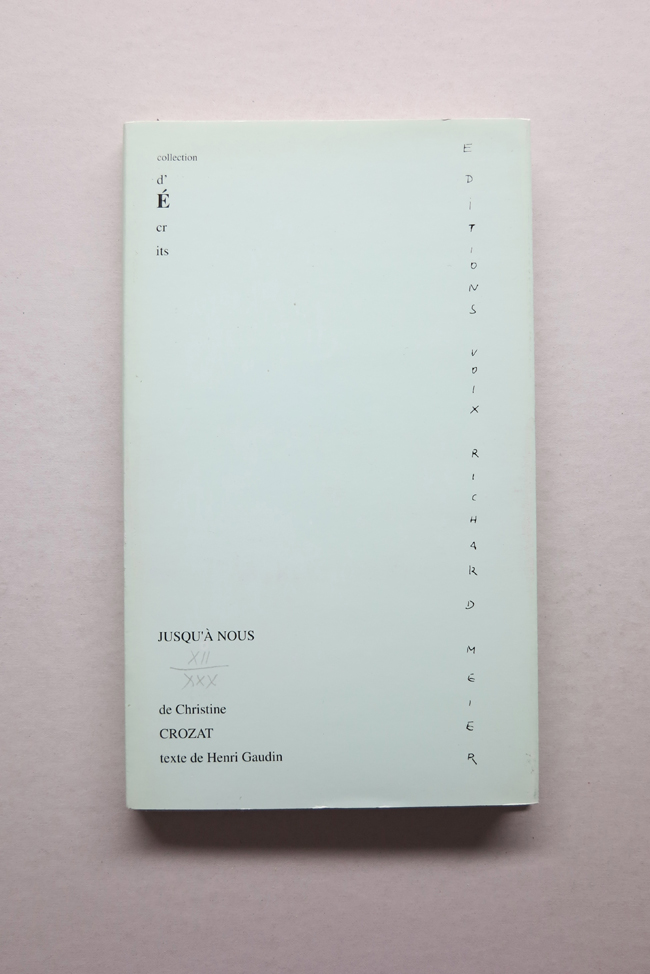 collection
d'
É
cr
its
EDITIONS VOIX RICHARD MEIER
JUSQU'À NOUS
XII
XXX
de Christine
CROZAT
texte de Henri Gaudin